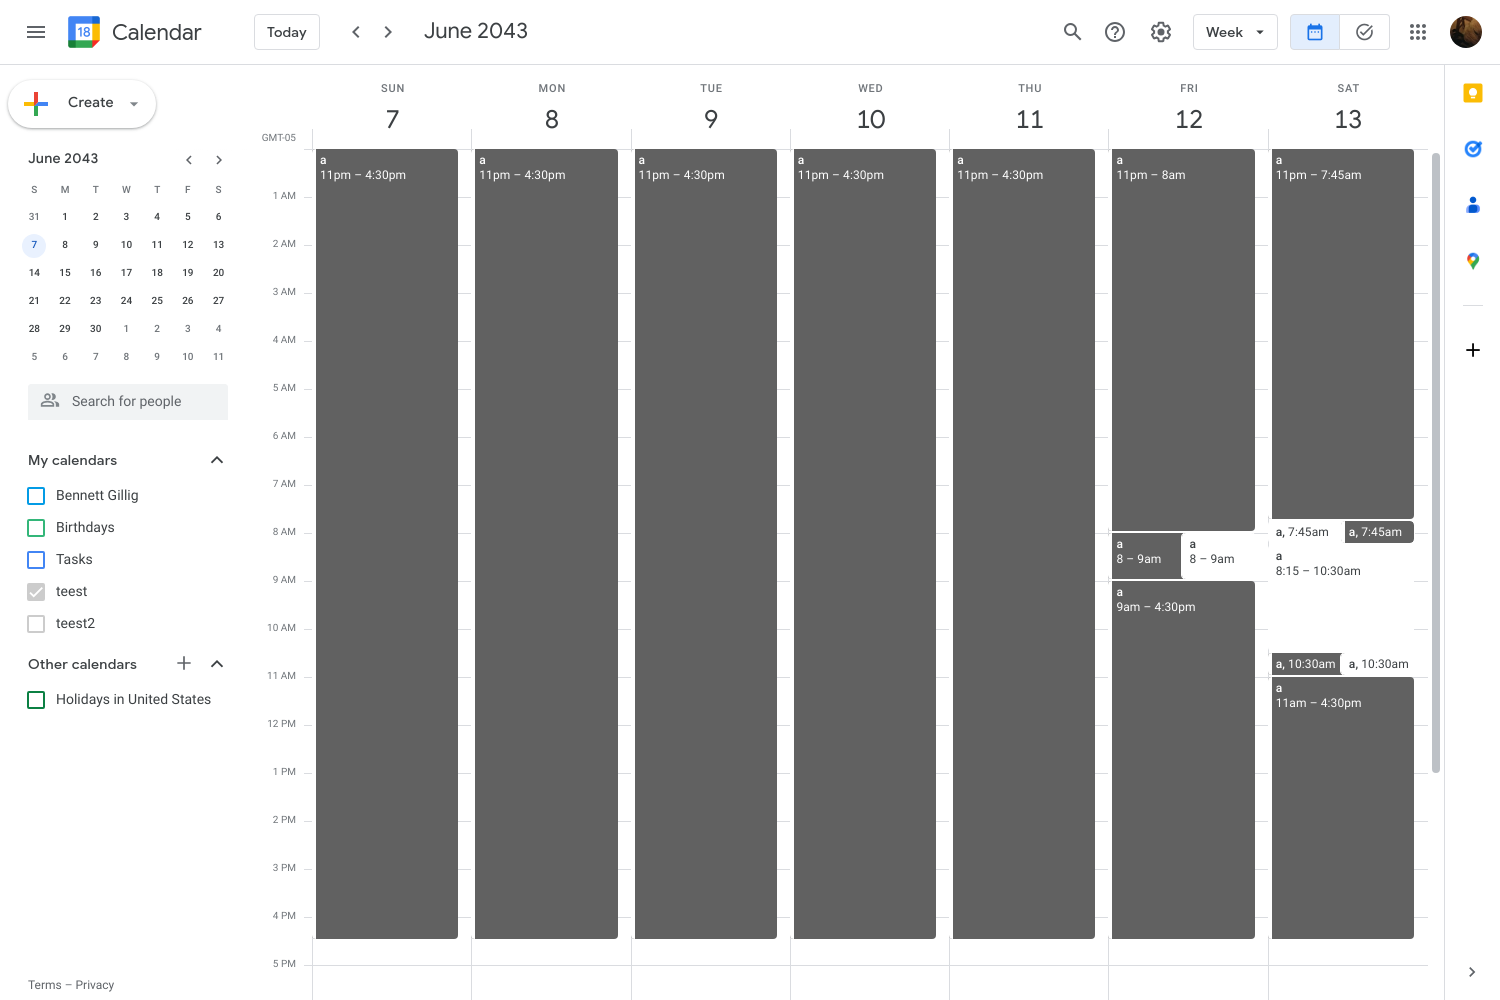 18 Calendar
Today
June 2043
Week
Create
June 2043
S M T W T F S
31 1 2 3 4 5 6
7 8 9 10 11 12 13
14 15 16 17 18 19 20
21 22 23 24 25 26 27
28 29 30 1 2 3 4
5 6 7 8 9 10 11
Search for people
My calendars
Bennett Gillig
Birthdays
Tasks
teest
teest2
Other calendars
Holidays in United States
Terms – Privacy
GMT-05
SUN MON TUE WED THU FRI SAT
7 8 9 10 11 12 13
1 AM
2 AM
3 AM
4 AM
5 AM
6 AM
7 AM
8 AM
9 AM
10 AM
11 AM
12 PM
1 PM
2 PM
3 PM
4 PM
5 PM
a
11pm – 4:30pm
a
11pm – 4:30pm
a
11pm – 4:30pm
a
11pm – 4:30pm
a
11pm – 4:30pm
a
11pm – 8am
a
8 – 9am
a
8 – 9am
a
9am – 4:30pm
a
11pm – 7:45am
a, 7:45am
a, 7:45am
a
8:15 – 10:30am
a, 10:30am
a, 10:30am
a
11am – 4:30pm